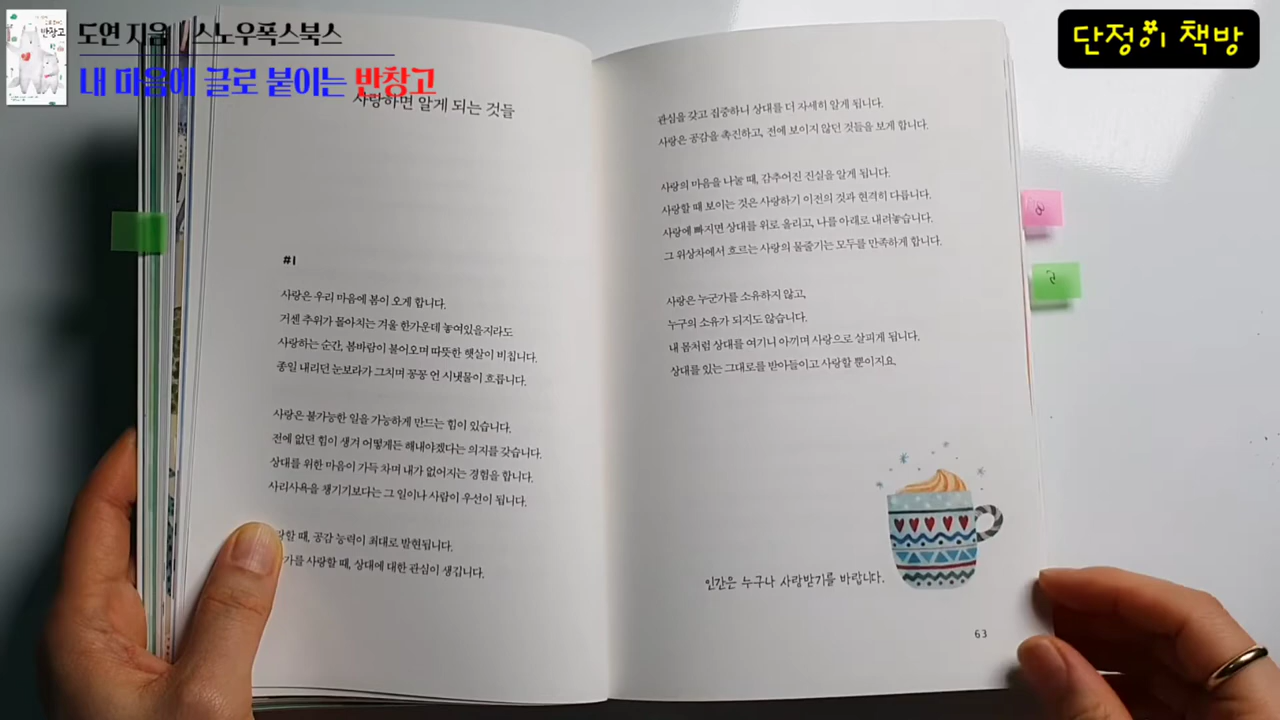 도연 지음 | 스노우폭스북스
내 마음에 글로 붙이는 반창고
단정이 책방
반창고
사랑하면 알게 되는 것들
#1
사랑은 우리 마음에 봄이 오게 합니다.
거센 추위가 몰아치는 겨울 한가운데 놓여있을지라도
사랑하는 순간, 봄바람이 불어오며 따뜻한 햇살이 비칩니다.
종일 내리던 눈보라가 그치며 꽁꽁 언 시냇물이 흐릅니다.
사랑은 불가능한 일을 가능하게 만드는 힘이 있습니다.
전에 없던 힘이 생겨 어떻게든 해내야겠다는 의지를 갖습니다.
상대를 위한 마음이 가득 차며 내가 없어지는 경험을 합니다.
사리사욕을 챙기기보다는 그 일이나 사람이 우선이 됩니다.
할 때, 공감 능력이 최대로 발현됩니다.
사랑할 때, 상대에 대한 관심이 생깁니다.
관심을 갖고 집중하니 상대를 더 자세히 알게 됩니다.
사랑은 공감을 촉진하고, 전에 보이지 않던 것들을 보게 합니다.
사랑의 마음을 나눌 때, 감추어진 진실을 알게 됩니다.
사랑할 때 보이는 것은 사랑하기 이전의 것과 현격히 다릅니다.
사랑에 빠지면 상대를 위로 올리고, 나를 아래로 내려놓습니다.
그 위상차에서 흐르는 사랑의 물줄기는 모두를 만족하게 합니다.
사랑은 누군가를 소유하지 않고,
누구의 소유가 되지도 않습니다.
내 몸처럼 상대를 여기니 아끼며 사랑으로 살피게 됩니다.
상대를 있는 그대로를 받아들이고 사랑할 뿐이지요.
인간은 누구나 사랑받기를 바랍니다.
63